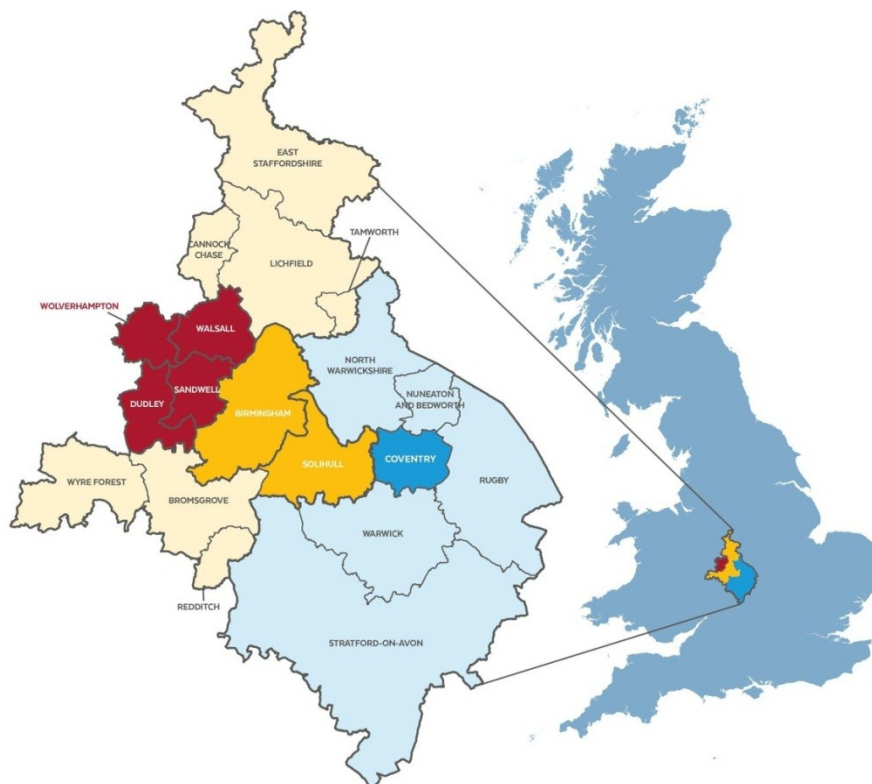 EAST
STAFFORDSHIRE
TAMWORTH
CANNOCK
CHASE
LICHFIELD
WOLVERHAMPTON
WALSALL
NORTH
WARWICKSHIRE
SANDWELL
NUNEATON
AND BEDWORTH
DUDLEY
BIRMINGHAM
COVENTRY
SOLIHULL
RUGBY
WYRE FOREST
BROMSGROVE
WARWICK
REDDITCH
STRATFORD-ON-AVON